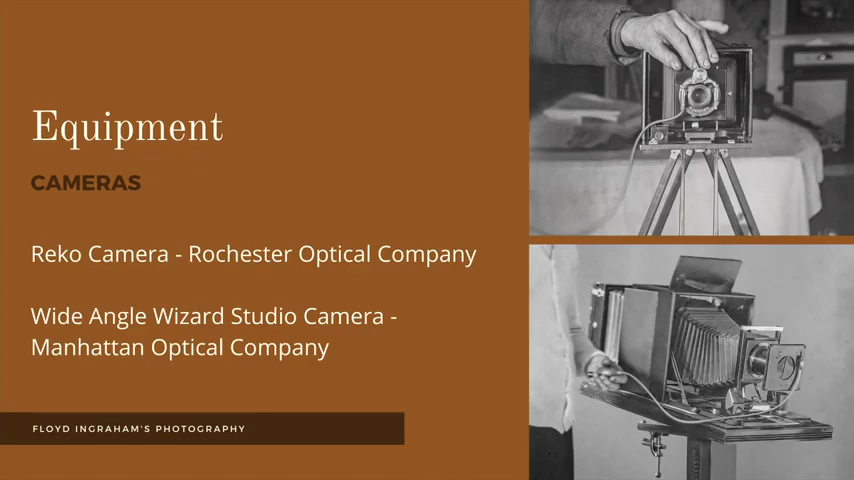 Equipment
CAMERAS
Reko Camera - Rochester Optical Company
Wide Angle Wizard Studio Camera -
Manhattan Optical Company
FLOYD INGRAHAM'S PHOTOGRAPHY